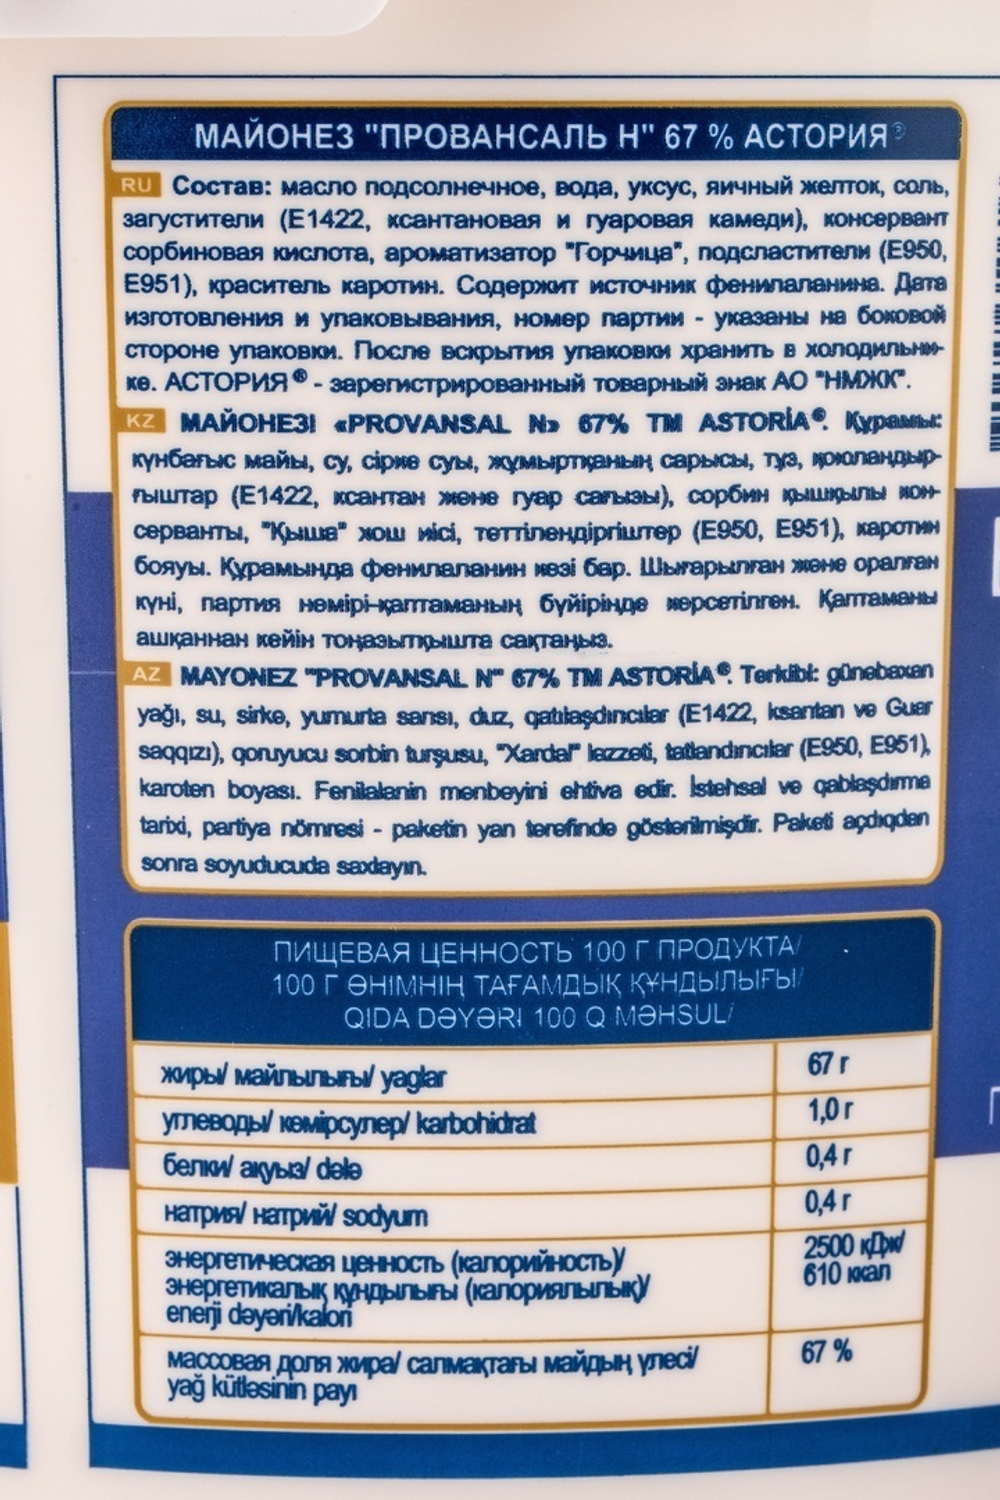 МАЙОНЕЗ "ПРОВАНСАЛЬ Н" 67 % АСТОРИЯ®
RU Состав: масло подсолнечное, вода, уксус, яичный желток, соль,
загустители (Е1422, ксантановая и гуаровая камеди), консервант
сорбиновая кислота, ароматизатор "Горчица", подсластители (Е950,
Е951), краситель каротин. Содержит источник фенилаланина. Дата
изготовления и упаковывания, номер партии - указаны на боковой
стороне упаковки. После вскрытия упаковки хранить в холодильни-
ке. АСТОРИЯ® - зарегистрированный товарный знак АО "НМЖК".
KZ МАЙОНЕЗІ «PROVANSAL N» 67% TM ASTORİA®. Құрамы:
күнбағыс майы, су, сірке суы, жұмыртқаның сарысы, тұз, қоюландыр-
ғыштар (Е1422, ксантан және гуар сағызы), сорбин қышқылы кон-
серванты, "Қыша" хош иісі, тәттілендіргіштер (Е950, Е951), каротин
бояуы. Құрамында фенилаланин көзі бар. Шығарылған және оралған
күні, партия нөмірі-қаптаманың бүйірінде көрсетілген. Қаптаманы
ашқаннан кейін тоңазытқышта сақтаңыз.
AZ MAYONEZ "PROVANSAL N" 67% TM ASTORİA®. Tərkibi: günəbaxan
yağı, su, sirkə, yumurta sarısı, duz, qatılaşdırıcılar (E1422, ksantan və Guar
saqqızı), qoruyucu sorbin turşusu, "Xardal" ləzzəti, tatlandırıcılar (E950, E951),
karoten boyası. Fenilalanin mənbəyini ehtiva edir. İstehsal və qablaşdırma
tarixi, partiya nömrəsi - paketin yan tərəfində göstərilmişdir. Paketi açdıqdan
sonra soyuducuda saxlayın.
ПИЩЕВАЯ ЦЕННОСТЬ 100 Г ПРОДУКТА/
100 Г ӨНІМНІҢ ТАҒАМДЫҚ ҚҰНДЫЛЫҒЫ/
QIDA DƏYƏRI 100 Q MƏHSUL/
жиры/ майлылығы/ yaglar 67 г
углеводы/ көмірсулер/ karbohidrat 1,0 г
белки/ ақуыз/ dələ 0,4 г
натрия/ натрий/ sodyum 0,4 г
энергетическая ценность (калорийность)/ 2500 кДж/
энергетикалық құндылығы (калориялылық)/ 610 ккал
enerji dəyəri/kalori
массовая доля жира/ салмақтағы майдың үлесі/ 67 %
yağ kütləsinin payı